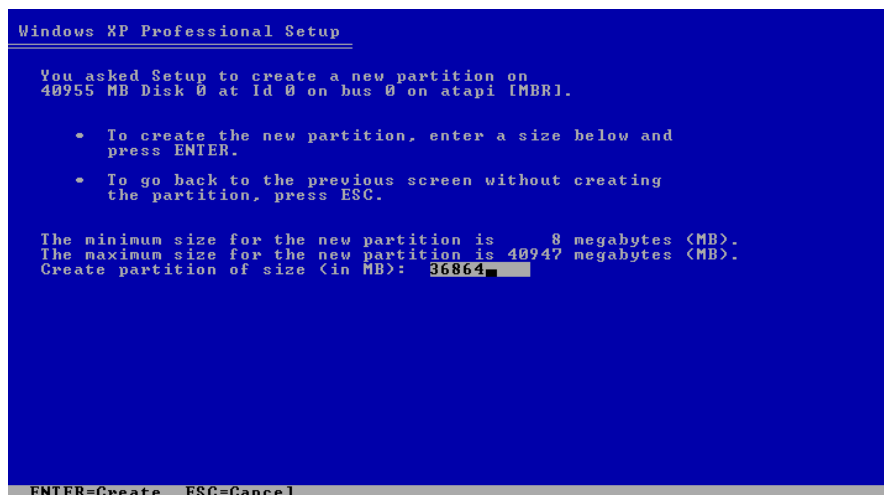 Windows XP Professional Setup
You asked Setup to create a new partition on
40955 MB Disk 0 at Id 0 on bus 0 on atapi [MBR].
• To create the new partition, enter a size below and
press ENTER.
• To go back to the previous screen without creating
the partition, press ESC.
The minimum size for the new partition is 8 megabytes (MB).
The maximum size for the new partition is 40947 megabytes (MB).
Create partition of size (in MB): 36864
ENTER=Create ESC=Cancel